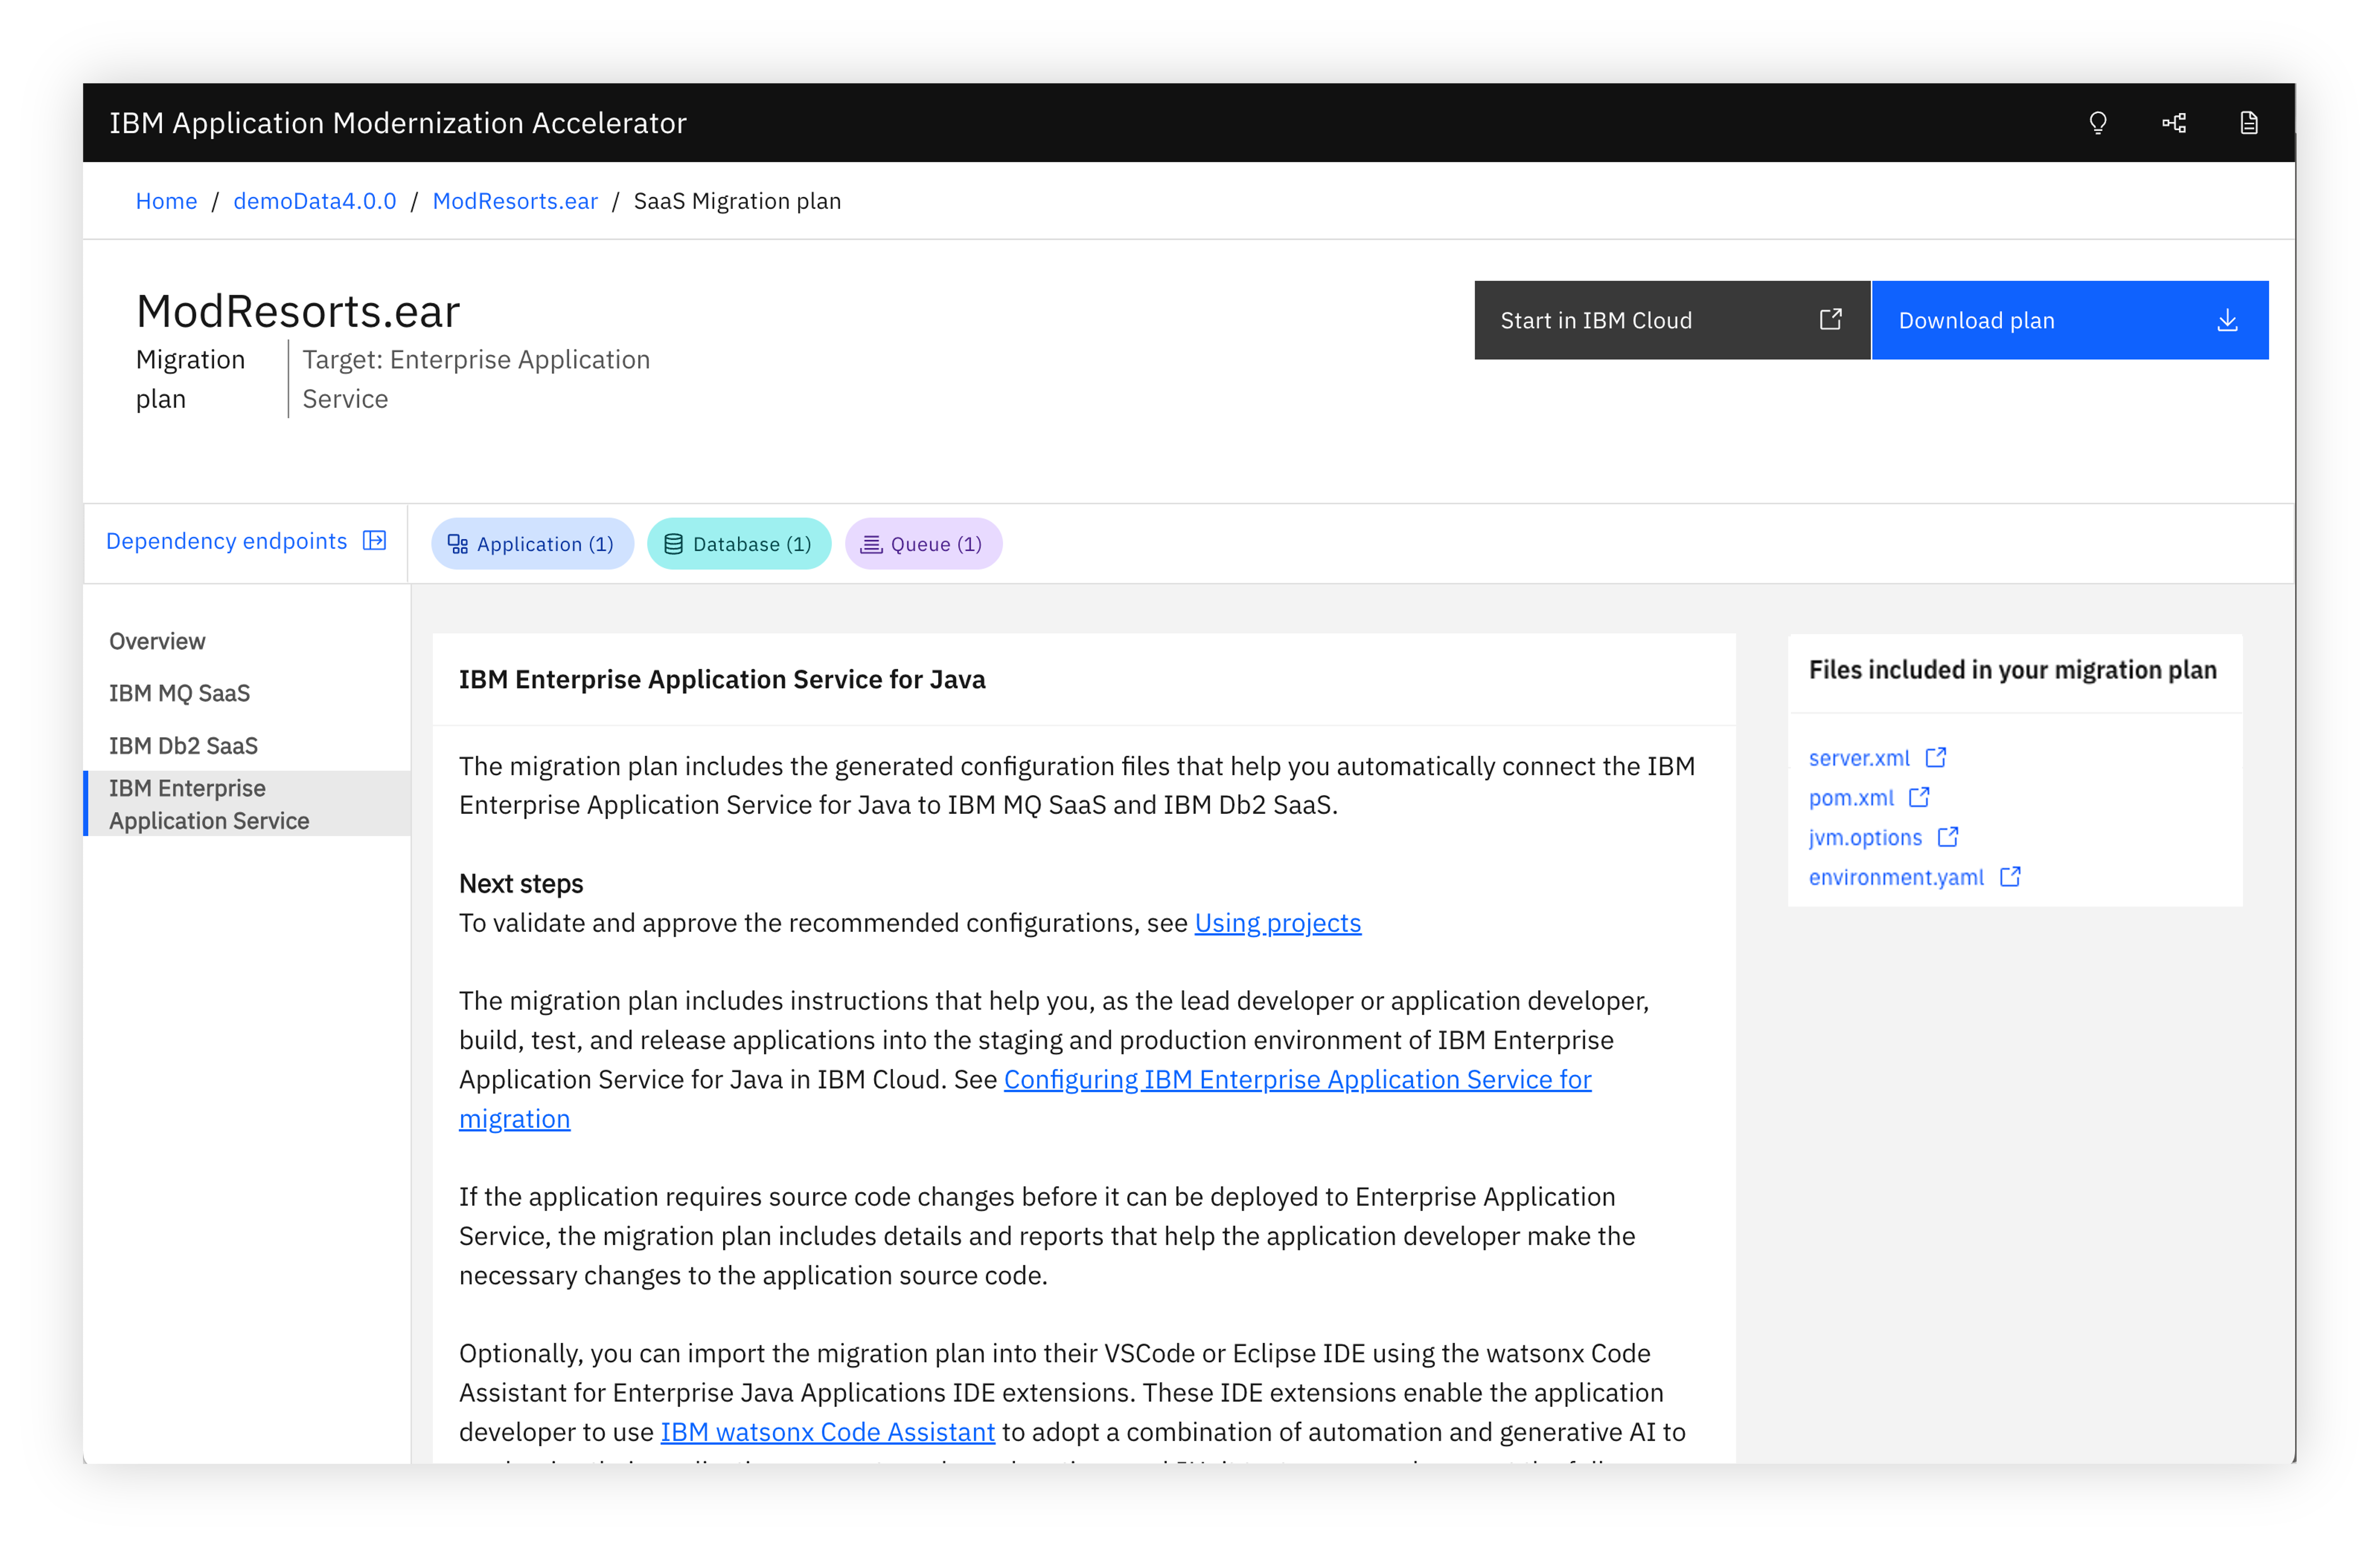 IBM Application Modernization Accelerator
Home / demoData4.0.0 / ModResorts.ear / SaaS Migration plan
ModResorts.ear
Migration plan
Target: Enterprise Application Service
Start in IBM Cloud
Download plan
Dependency endpoints
Application (1)
Database (1)
Queue (1)
Overview
IBM MQ SaaS
IBM Db2 SaaS
IBM Enterprise
Application Service
IBM Enterprise Application Service for Java
The migration plan includes the generated configuration files that help you automatically connect the IBM
Enterprise Application Service for Java to IBM MQ SaaS and IBM Db2 SaaS.
Next steps
To validate and approve the recommended configurations, see Using projects
The migration plan includes instructions that help you, as the lead developer or application developer,
build, test, and release applications into the staging and production environment of IBM Enterprise
Application Service for Java in IBM Cloud. See Configuring IBM Enterprise Application Service for
migration
If the application requires source code changes before it can be deployed to Enterprise Application
Service, the migration plan includes details and reports that help the application developer make the
necessary changes to the application source code.
Optionally, you can import the migration plan into their VSCode or Eclipse IDE using the watsonx Code
Assistant for Enterprise Java Applications IDE extensions. These IDE extensions enable the application
developer to use IBM watsonx Code Assistant to adopt a combination of automation and generative AI to
Files included in your migration plan
server.xml
pom.xml
jvm.options
environment.yaml